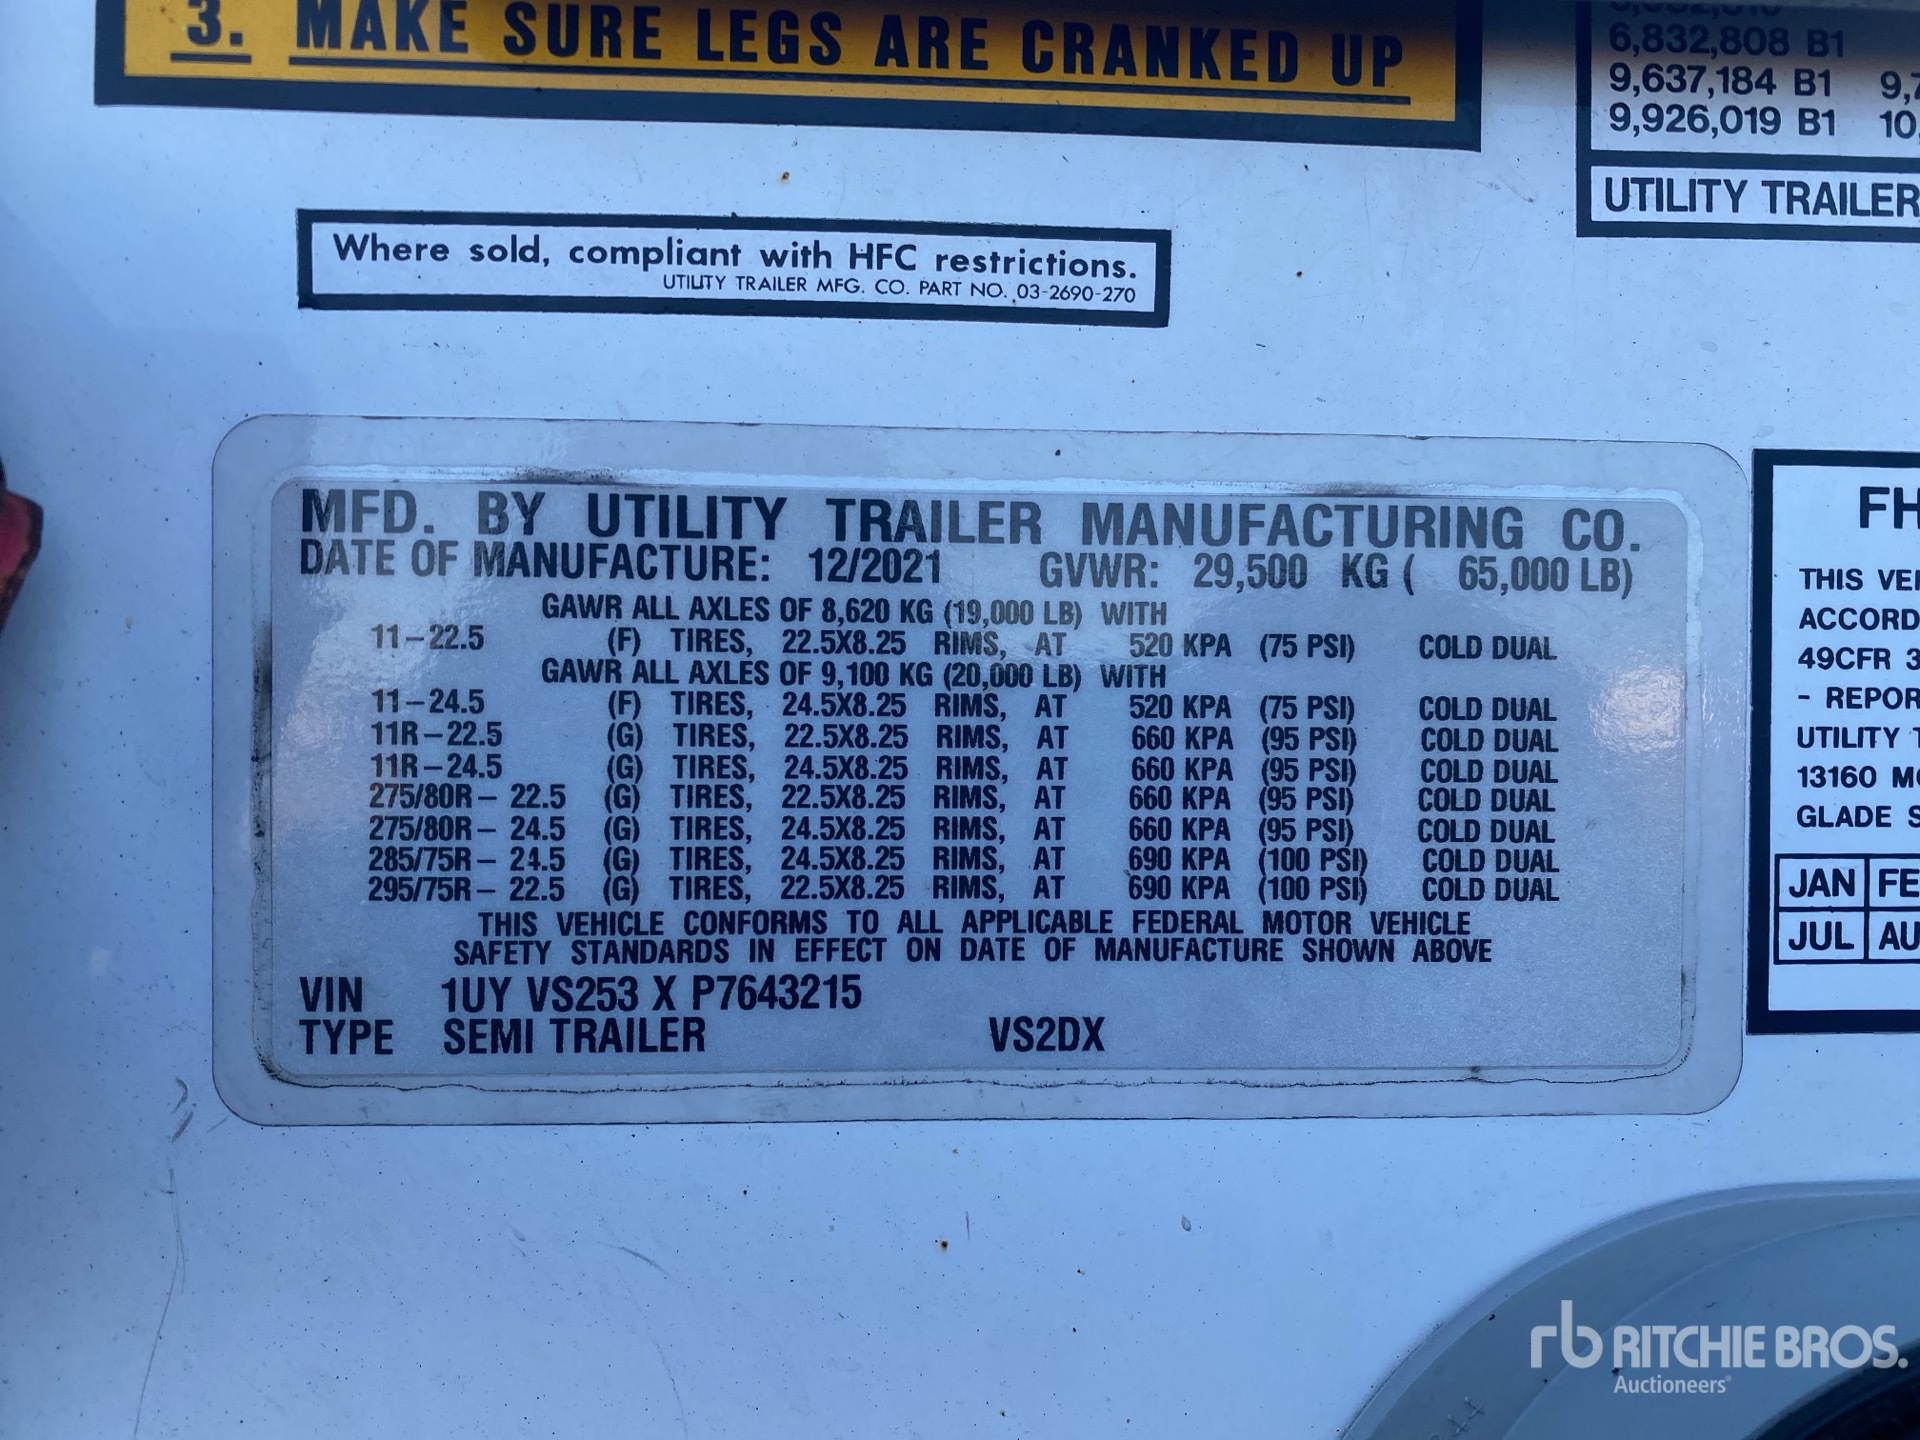 3. MAKE SURE LEGS ARE CRANKED UP
6,832,808 B1
9,637,184 B1 9,7
9,926,019 B1 10,
UTILITY TRAILER
Where sold, compliant with HFC restrictions.
UTILITY TRAILER MFG. CO. PART NO. 03-2690-270
MFD. BY UTILITY TRAILER MANUFACTURING CO.
DATE OF MANUFACTURE: 12/2021 GVWR: 29,500 KG ( 65,000 LB)
GAWR ALL AXLES OF 8,620 KG (19,000 LB) WITH
11-22.5 (F) TIRES, 22.5X8.25 RIMS, AT 520 KPA (75 PSI) COLD DUAL
GAWR ALL AXLES OF 9,100 KG (20,000 LB) WITH
11-24.5 (F) TIRES, 24.5X8.25 RIMS, AT 520 KPA (75 PSI) COLD DUAL
11R-22.5 (G) TIRES, 22.5X8.25 RIMS, AT 660 KPA (95 PSI) COLD DUAL
11R-24.5 (G) TIRES, 24.5X8.25 RIMS, AT 660 KPA (95 PSI) COLD DUAL
275/80R- 22.5 (G) TIRES, 22.5X8.25 RIMS, AT 660 KPA (95 PSI) COLD DUAL
275/80R- 24.5 (G) TIRES, 24.5X8.25 RIMS, AT 660 KPA (95 PSI) COLD DUAL
285/75R- 24.5 (G) TIRES, 24.5X8.25 RIMS, AT 690 KPA (100 PSI) COLD DUAL
295/75R- 22.5 (G) TIRES, 22.5X8.25 RIMS, AT 690 KPA (100 PSI) COLD DUAL
THIS VEHICLE CONFORMS TO ALL APPLICABLE FEDERAL MOTOR VEHICLE
SAFETY STANDARDS IN EFFECT ON DATE OF MANUFACTURE SHOWN ABOVE
VIN 1UY VS253 X P7643215
TYPE SEMI TRAILER VS2DX
FH
THIS VE
ACCORD
49CFR 3
- REPOR
UTILITY T
13160 M
GLADE S
JAN FE
JUL AU
rb RITCHIE BROS.
Auctioneers